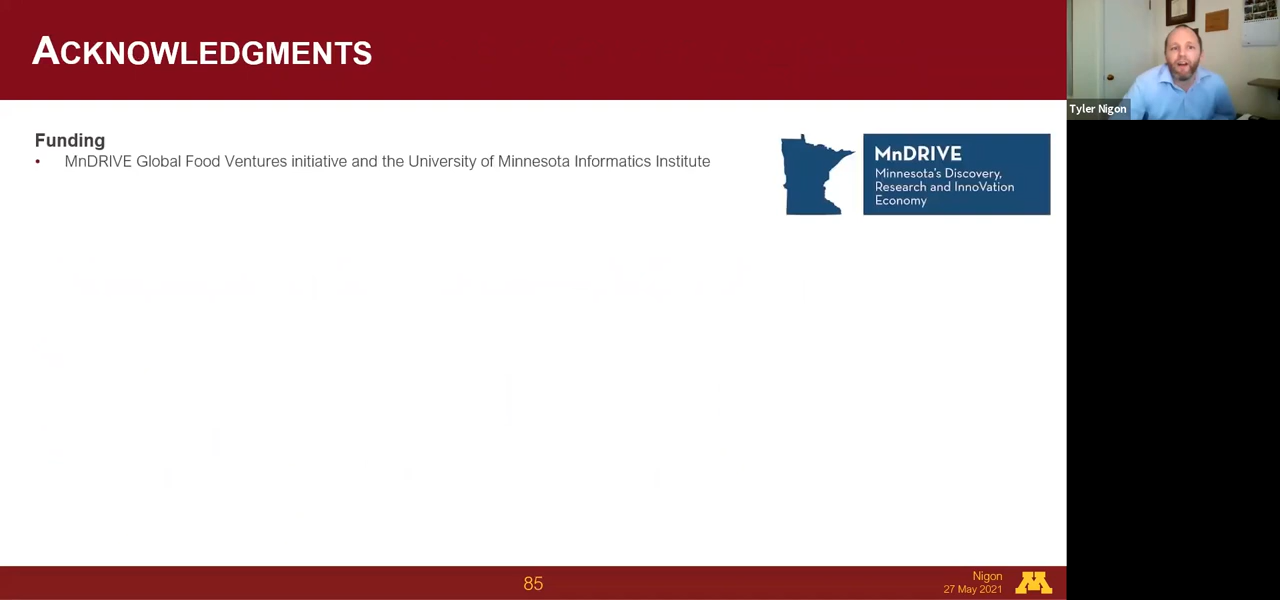 ACKNOWLEDGMENTS
Tyler Nigon
Funding
• MnDRIVE Global Food Ventures initiative and the University of Minnesota Informatics Institute
MnDRIVE
Minnesota's Discovery,
Research and InnoVation
Economy
85
Nigon
27 May 2021
M